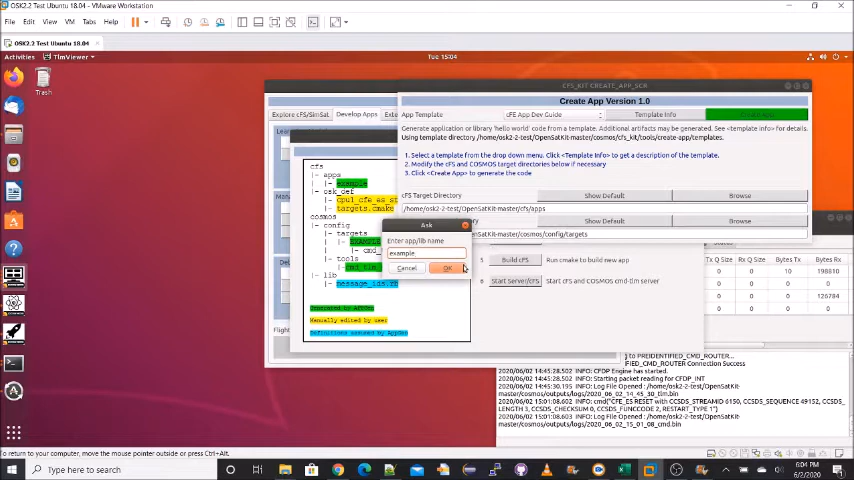 OSK2.2 Test Ubuntu 18.04 - VMware Workstation
File Edit View VM Tabs Help
OSK2.2 Test Ubuntu 18.04
Activities TlmViewer Tue 15:04
Trash
CFS_KIT CREATE_APP_SCR
Create App Version 1.0
Explore cFS/SimSat Develop Apps
App Template cFE App Dev Guide Template Info
Generate application or library 'hello world' code from a template. Additional artifacts may be generated. See <template info> for details.
Using template directory /home/osk2-2-test/OpenSatKit-master/cfs/cfs_kit/tools/create-app/templates.
1. Select a template from the drop down menu. Click <Template Info> to get a description of the template.
2. Modify the cFS and COSMOS target directories below if necessary
3. Click <Create App> to generate the code
cFS Target Directory Show Default Browse
/home/osk2-2-test/OpenSatKit-master/cfs/apps
Show Default Browse
/OpenSatKit-master/cosmos/config/targets
cfs
|- apps
|- example
|- osk_def
cpu1_cfe_es_st
targets.cmake
cosmos
|- config
|- targets
|- EXAMPLE
|- cmd_
|- tools
|- cmd_tlm_
|- lib
|- message_ids.rb
Generated by AppGen
Manually edited by user
Definitions assumed by AppGen
Ask
Enter app/lib name
example
Cancel OK
5 Build cFS Run cmake to build new app
6 Start server/cFS Start cFS and COSMOS cmd-tlm server
Flight
Tx Q Size Rx Q Size Bytes Tx Bytes Rx
0 0 10 198810
0 0 0 0
0 0 0 126784
0 0 0 0
to PREIDENTIFIED_CMD_ROUTER...
PREIDENTIFIED_CMD_ROUTER Connection Success
2020/06/02 14:45:28.502 INFO: CFDP Engine has started.
2020/06/02 14:45:28.502 INFO: Starting packet reading for CFDP_INT
2020/06/02 14:45:30.195 INFO: Log File Opened : /home/osk2-2-test/OpenSatKit-
master/cosmos/outputs/logs/2020_06_02_14_45_30_tlm.bin
2020/06/02 15:01:08.602 INFO: cmd("CFE_ES RESET with CCSDS_STREAMID 6150, CCSDS_SEQUENCE 49152, CCSDS_
LENGTH 3, CCSDS_CHECKSUM 0, CCSDS_FUNCCODE 2, RESTART_TYPE 1")
2020/06/02 15:01:08.603 INFO: Log File Opened : /home/osk2-2-test/OpenSatKit-
master/cosmos/outputs/logs/2020_06_02_15_01_08_cmd.bin
To return to your computer, move the mouse pointer outside or press Ctrl+Alt.
Type here to search
6:04 PM
6/2/2020